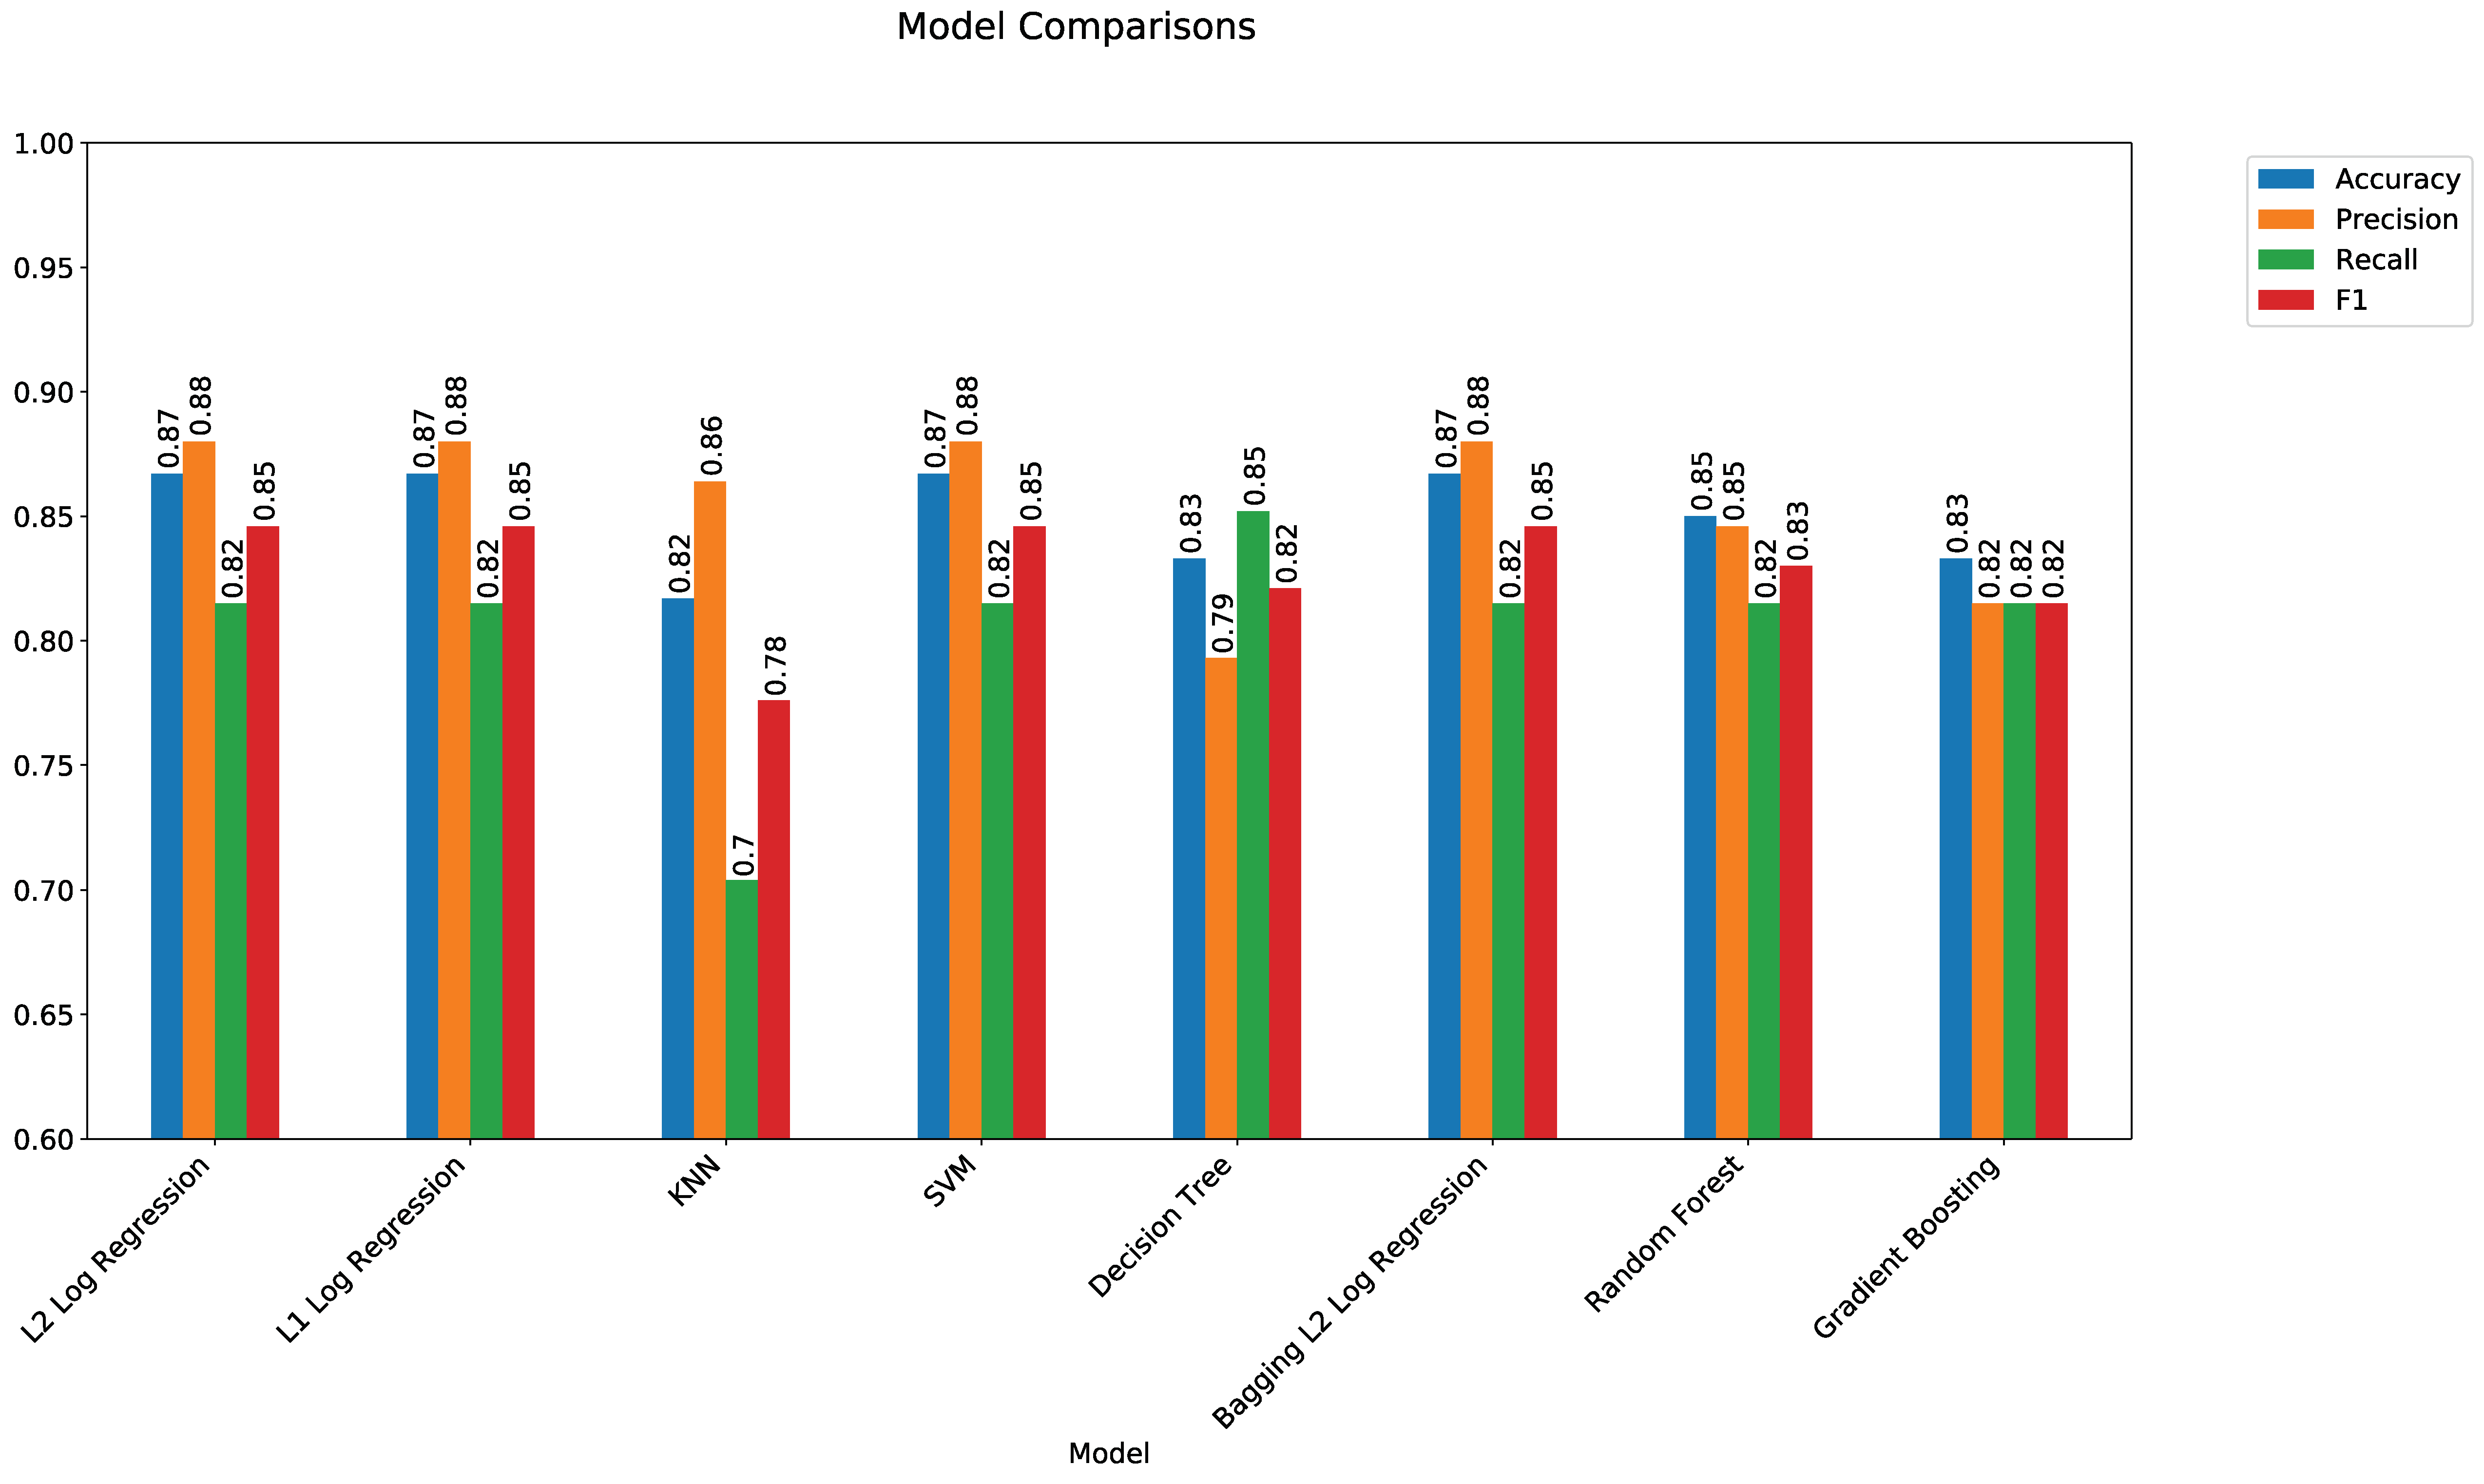 Model Comparisons
1.00
0.95
0.90
0.85
0.80
0.75
0.70
0.65
0.60
0.87
0.88
0.82
0.85
0.87
0.88
0.82
0.85
0.82
0.86
0.7
0.78
0.87
0.88
0.82
0.85
0.83
0.79
0.85
0.82
0.87
0.88
0.82
0.85
0.85
0.85
0.82
0.83
0.83
0.82
0.82
0.82
Accuracy
Precision
Recall
F1
L2 Log Regression
L1 Log Regression
KNN
SVM
Decision Tree
Bagging L2 Log Regression
Random Forest
Gradient Boosting
Model